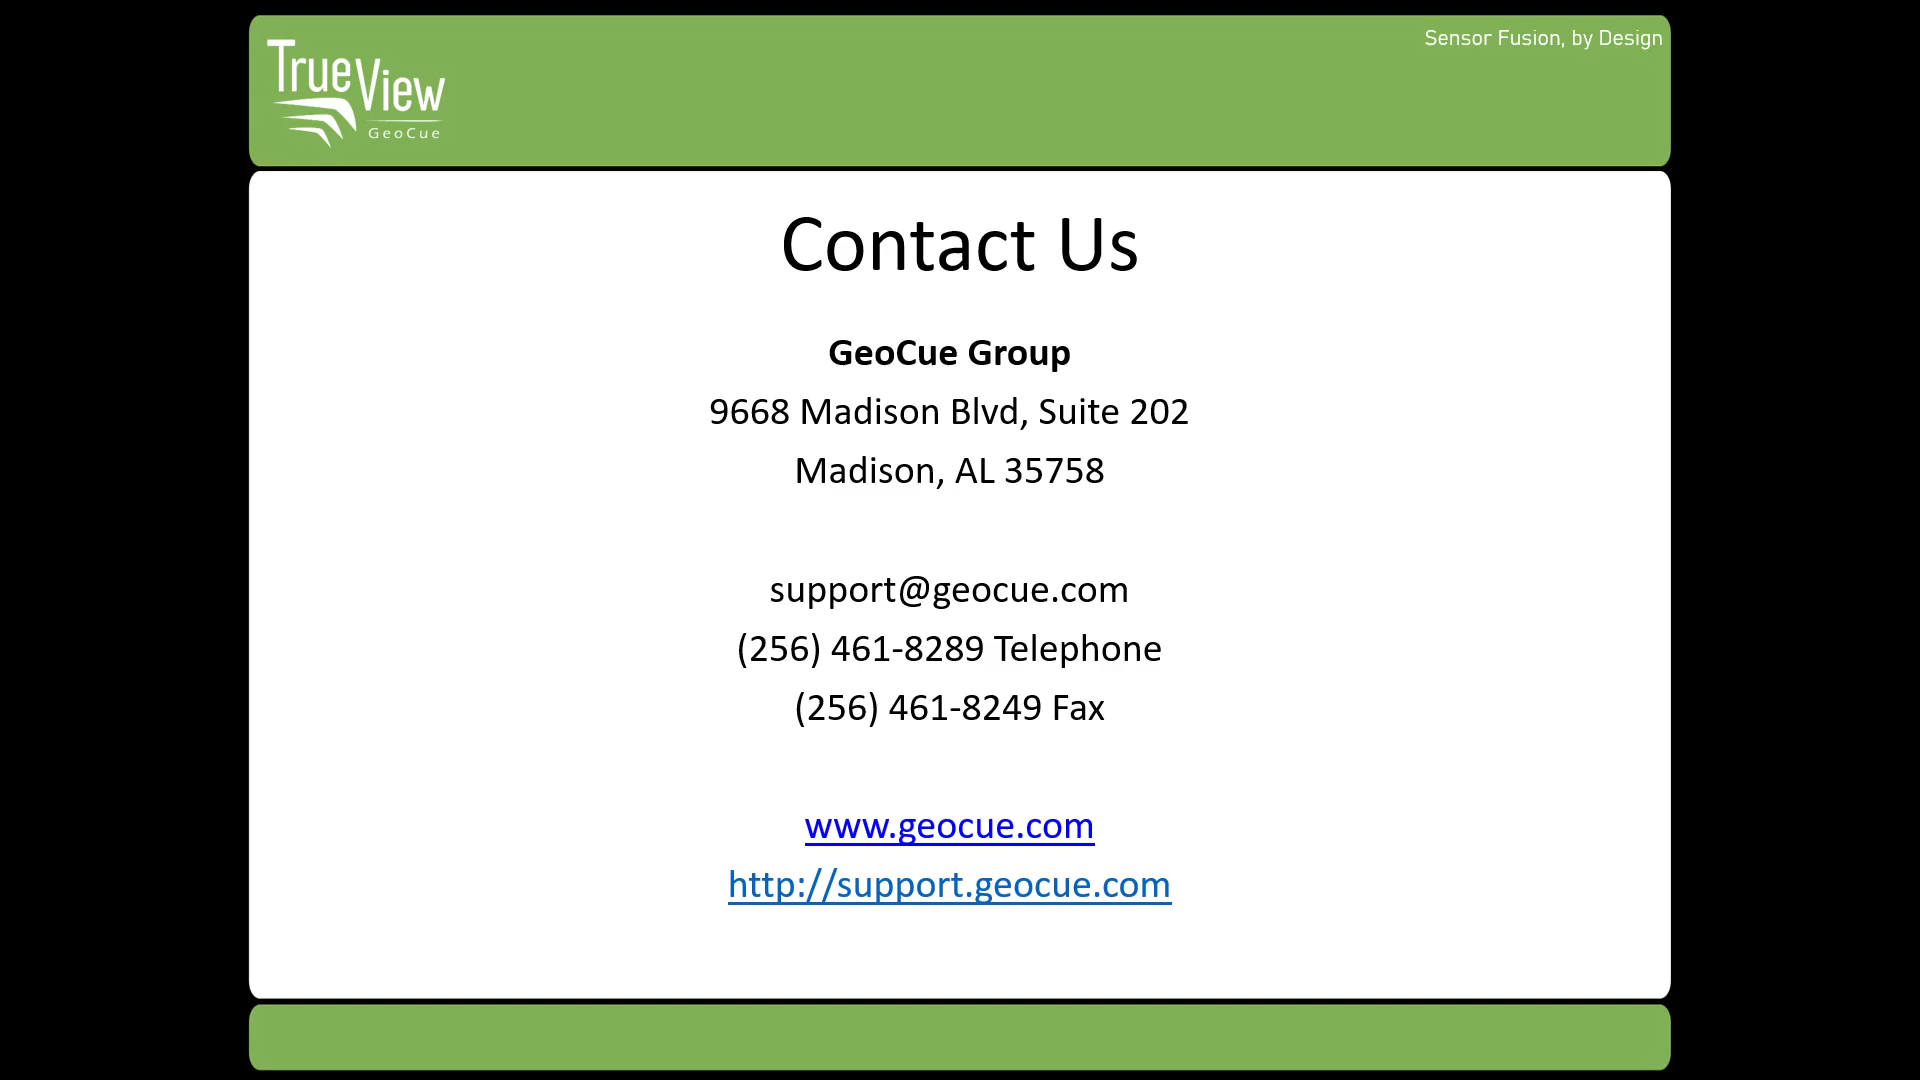 Sensor Fusion, by Design
TrueView
GeoCue
Contact Us
GeoCue Group
9668 Madison Blvd, Suite 202
Madison, AL 35758
support@geocue.com
(256) 461-8289 Telephone
(256) 461-8249 Fax
www.geocue.com
http://support.geocue.com